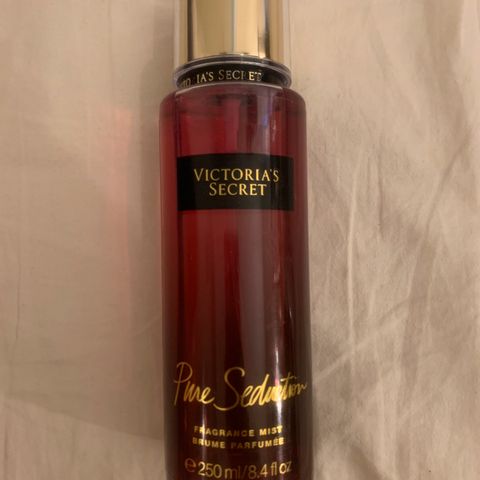 IA'S SECRET
VICTORIA'S
SECRET
Pure Seduction
FRAGRANCE MIST
BRUME PARFUMÉE
℮ 250 ml/8.4 fl oz